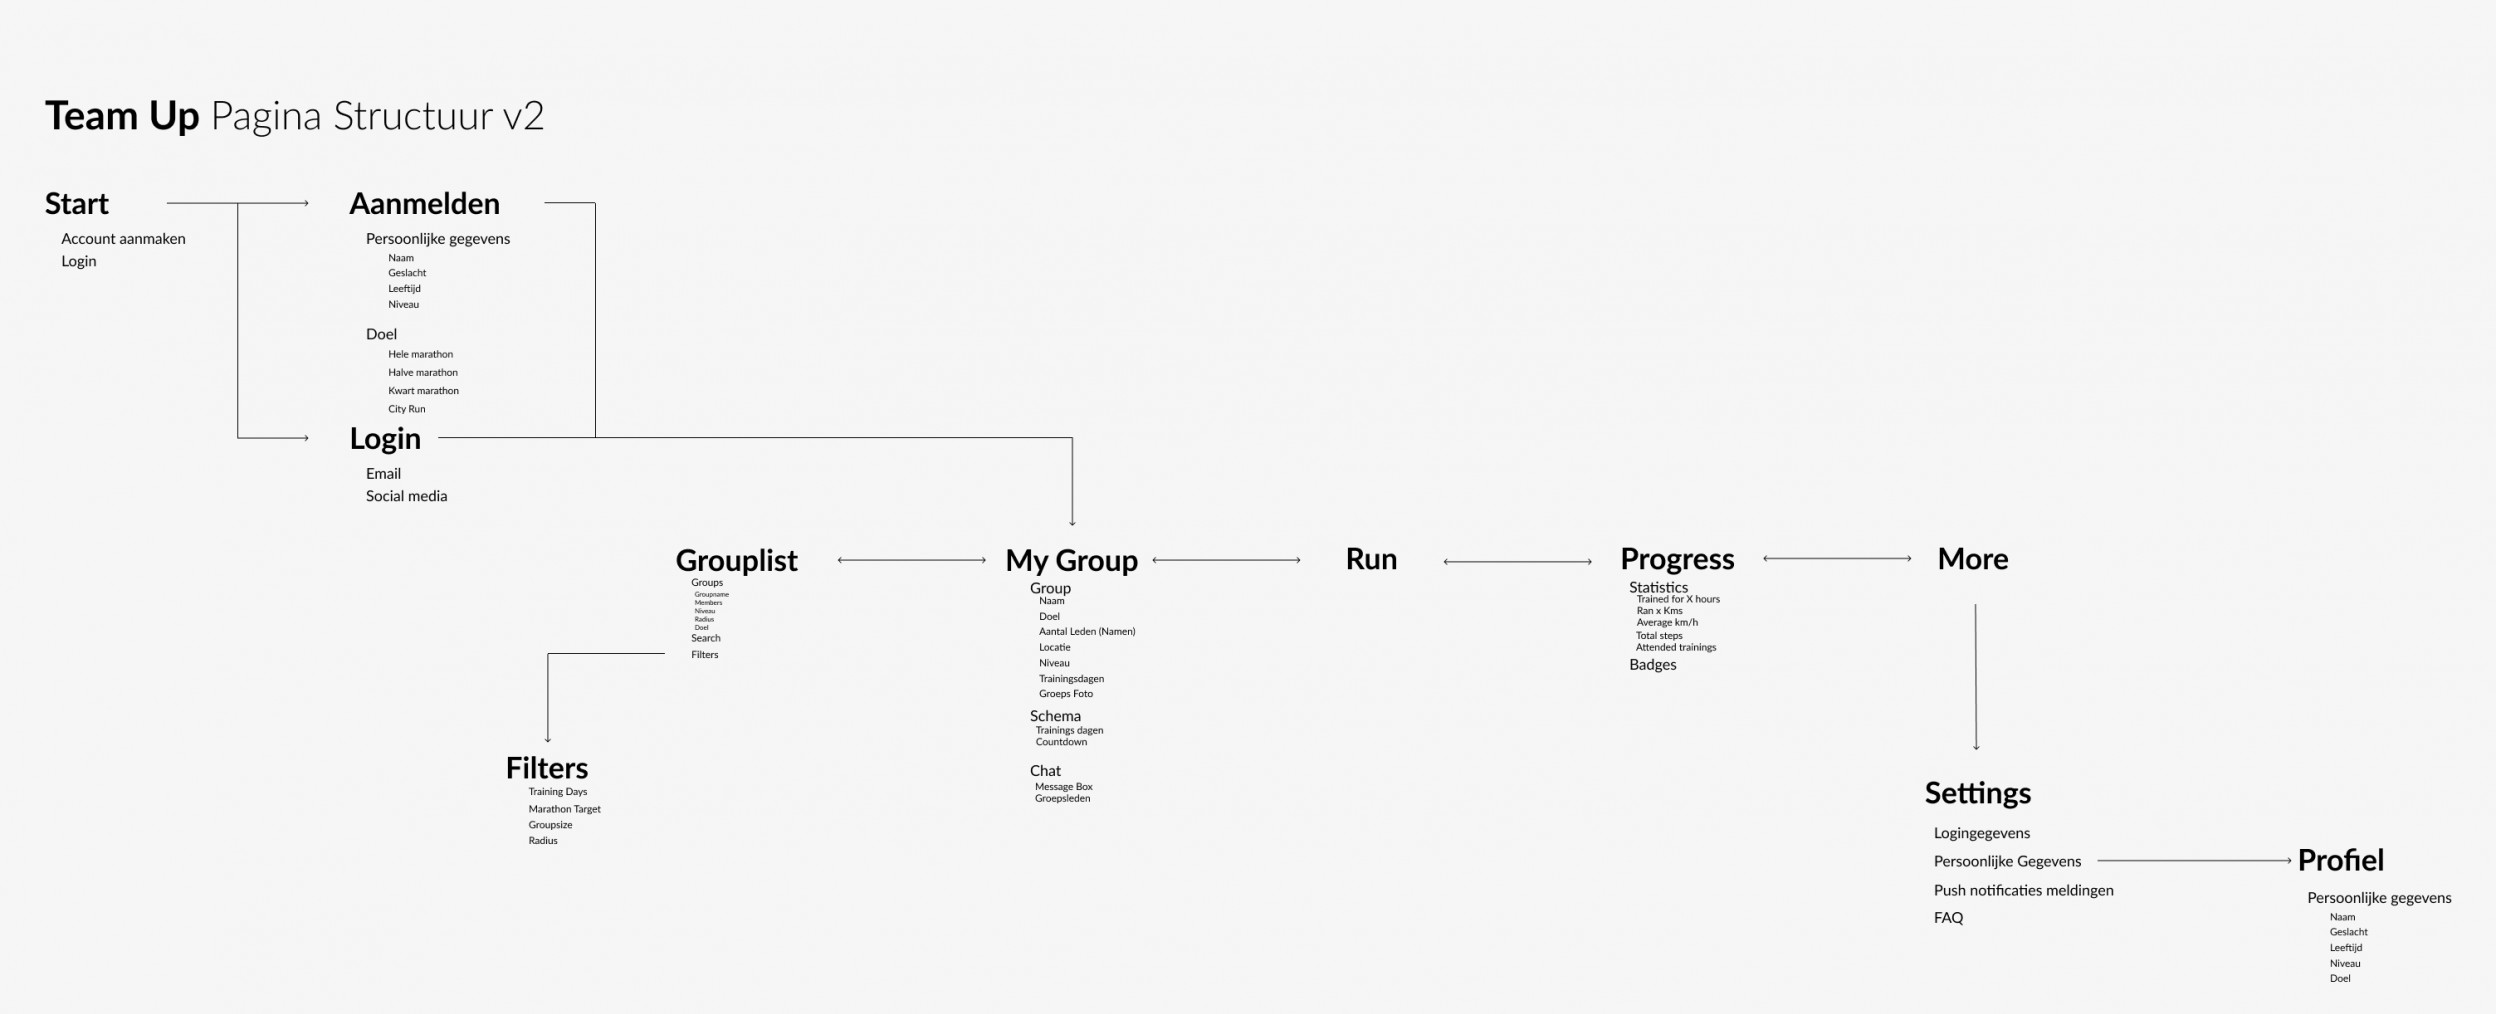 Team Up Pagina Structuur v2
Start
Account aanmaken
Login
Aanmelden
Persoonlijke gegevens
Naam
Geslacht
Leeftijd
Niveau
Doel
Hele marathon
Halve marathon
Kwart marathon
City Run
Login
Email
Social media
Grouplist
Groups
Groupname
Members
Niveau
Radius
Doel
Search
Filters
Filters
Training Days
Marathon Target
Groupsize
Radius
My Group
Group
Naam
Doel
Aantal Leden (Namen)
Locatie
Niveau
Trainingsdagen
Groeps Foto
Schema
Trainings dagen
Countdown
Chat
Message Box
Groepsleden
Run
Progress
Statistics
Trained for X hours
Ran x Kms
Average km/h
Total steps
Attended trainings
Badges
More
Settings
Logingegevens
Persoonlijke Gegevens
Push notificaties meldingen
FAQ
Profiel
Persoonlijke gegevens
Naam
Geslacht
Leeftijd
Niveau
Doel